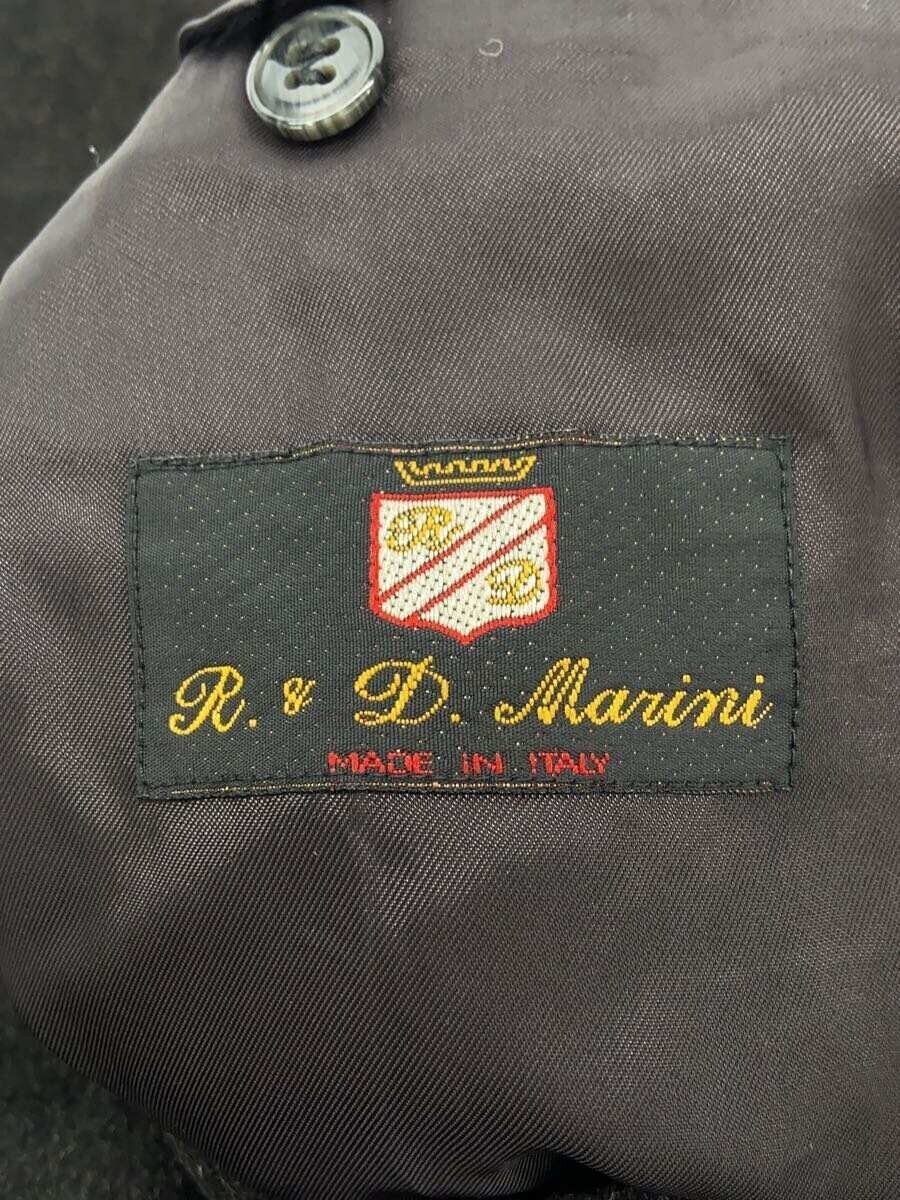 R.
D
R. & D. Marini
MADE IN ITALY